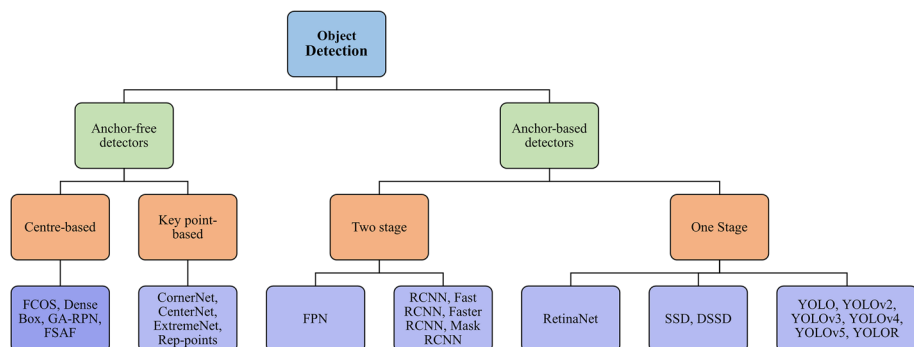 Object
Detection
Anchor-free
detectors
Anchor-based
detectors
Centre-based
Key point-
based
Two stage
One Stage
FCOS, Dense
Box, GA-RPN,
FSAF
CornerNet,
CenterNet,
ExtremeNet,
Rep-points
FPN
RCNN, Fast
RCNN, Faster
RCNN, Mask
RCNN
RetinaNet
SSD, DSSD
YOLO, YOLOv2,
YOLOv3, YOLOv4,
YOLOv5, YOLOR